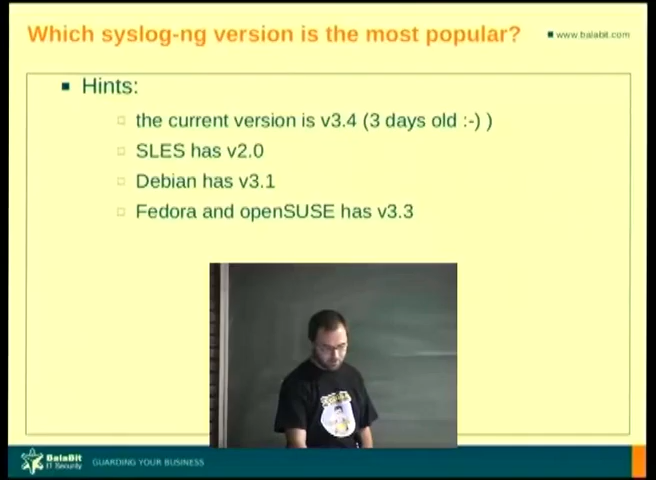 Which syslog-ng version is the most popular?
www.balabit.com
Hints:
the current version is v3.4 (3 days old :-) )
SLES has v2.0
Debian has v3.1
Fedora and openSUSE has v3.3
BalaBit
IT Security
GUARDING YOUR BUSINESS